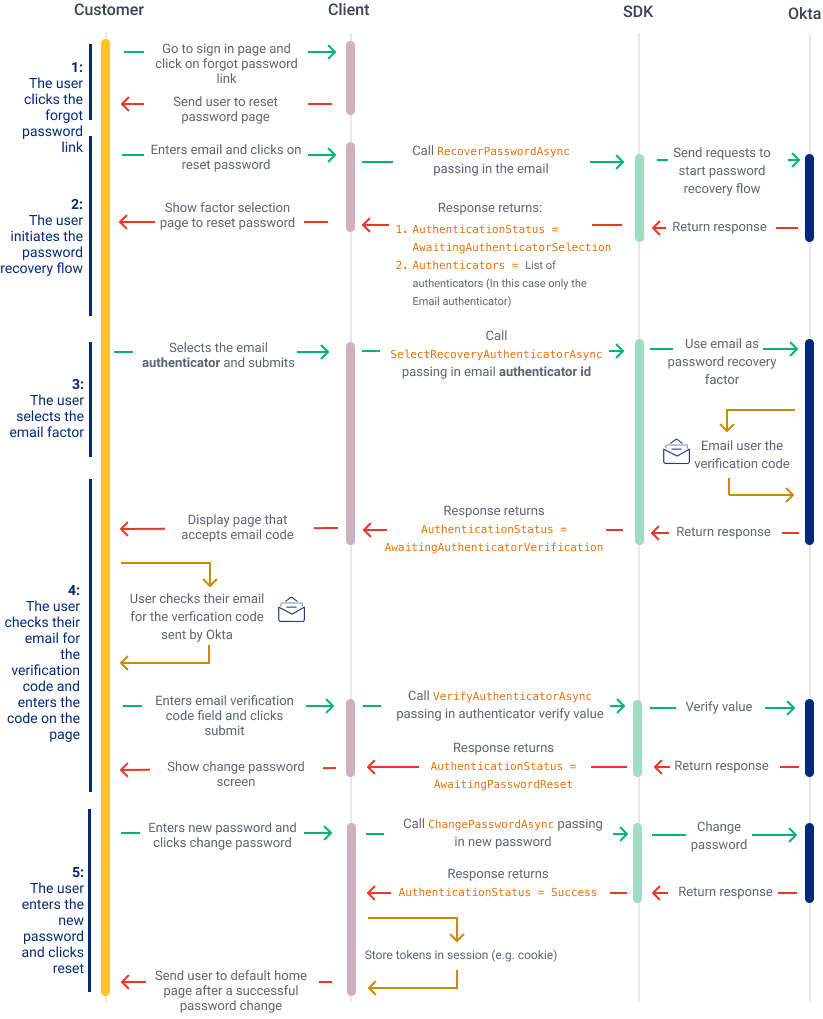 Customer
Client
SDK
Okta
1:
The user
clicks the
forgot
password
link
Go to sign in page and
click on forgot password
link
Send user to reset
password page
2:
The user
initiates the
password
recovery flow
Enters email and clicks on
reset password
Call RecoverPasswordAsync
passing in the email
Send requests to
start password
recovery flow
Show factor selection
page to reset password
Response returns:
1. AuthenticationStatus =
AwaitingAuthenticatorSelection
2. Authenticators = List of
authenticators (In this case only the
Email authenticator)
Return response
3:
The user
selects the
email factor
Selects the email
authenticator and submits
Call
SelectRecoveryAuthenticatorAsync
passing in email authenticator id
Use email as
password recovery
factor
Email user the
verification code
Display page that
accepts email code
Response returns
AuthenticationStatus =
AwaitingAuthenticatorVerification
Return response
4:
The user
checks their
email for
the
verification
code and
enters the
code on the
page
User checks their email
for the verfication code
sent by Okta
Enters email verification
code field and clicks
submit
Call VerifyAuthenticatorAsync
passing in authenticator verify value
Verify value
Show change password
screen
Response returns
AuthenticationStatus =
AwaitingPasswordReset
Return response
5:
The user
enters the
new
password
and clicks
reset
Enters new password and
clicks change password
Call ChangePasswordAsync passing
in new password
Change
password
Response returns
AuthenticationStatus = Success
Return response
Store tokens in session (e.g. cookie)
Send user to default home
page after a successful
password change